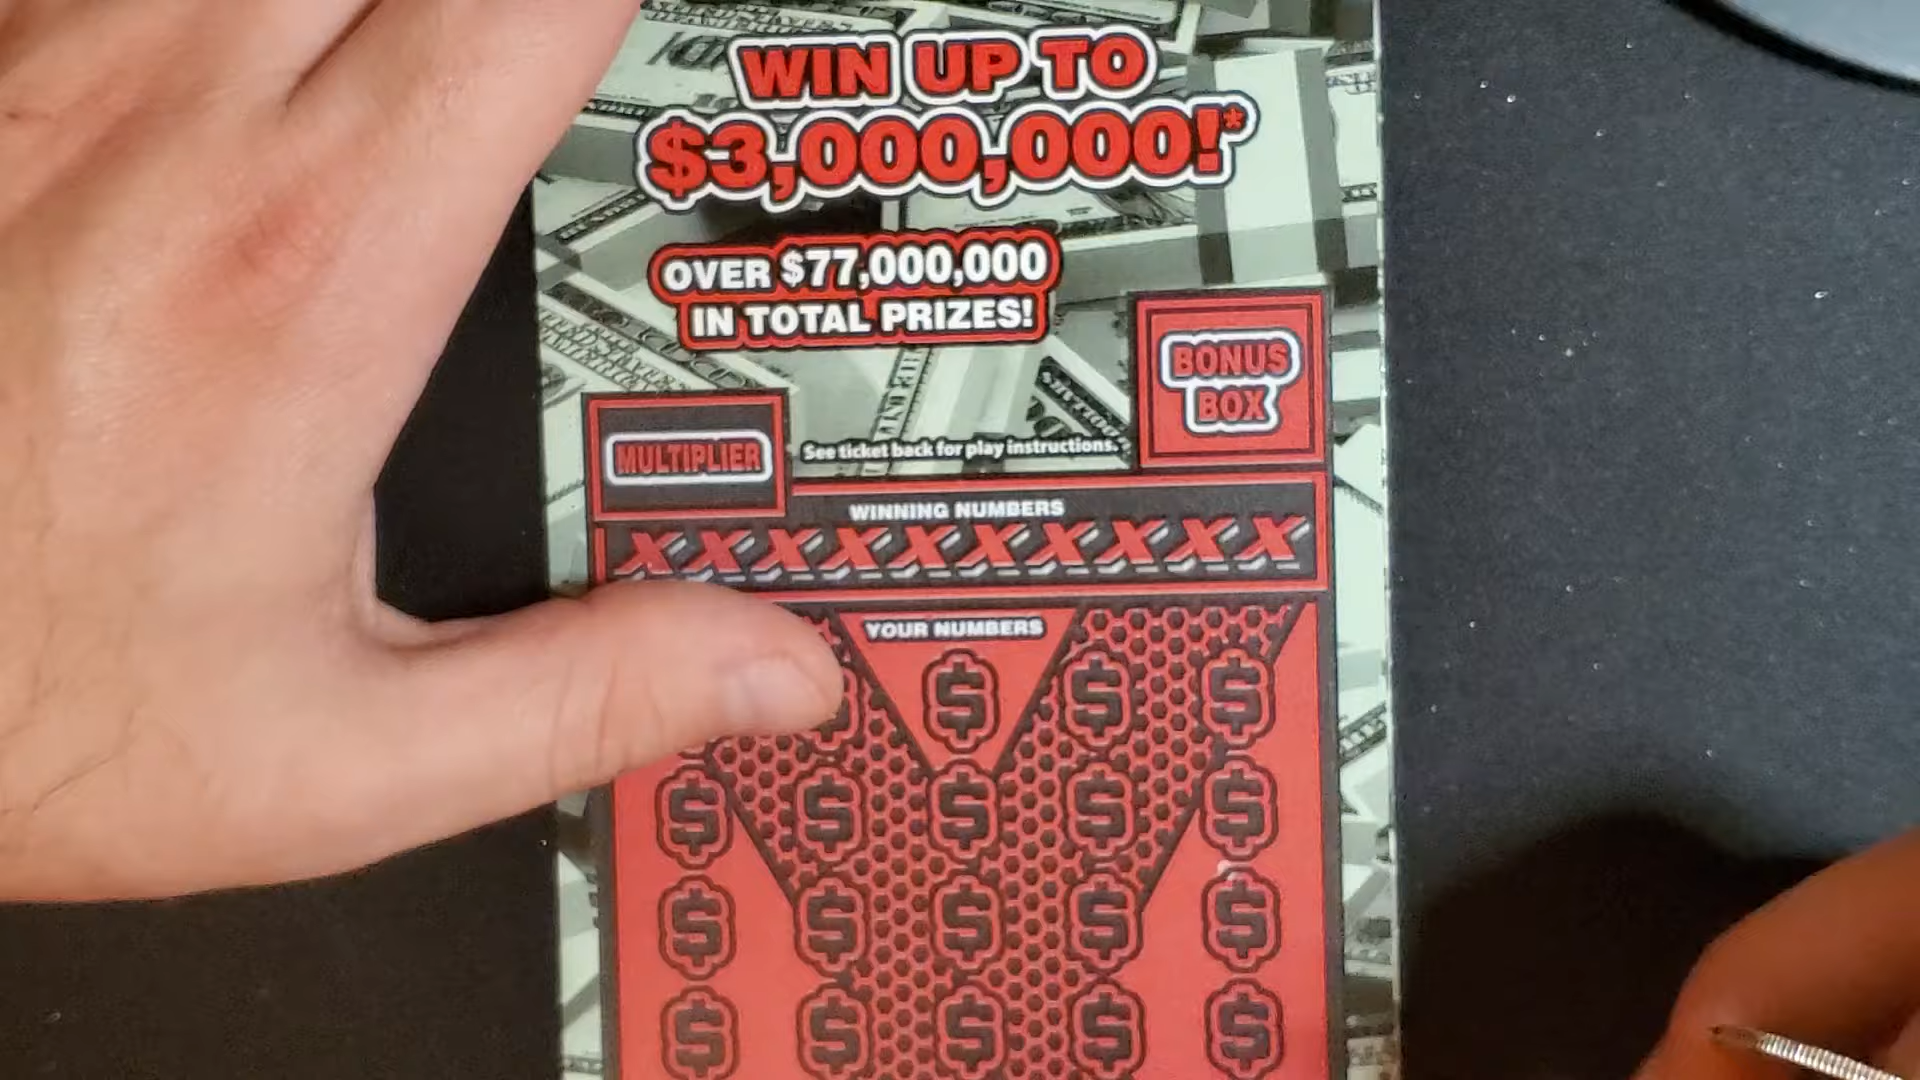 WIN UP TO
$3,000,000!*
OVER $77,000,000
IN TOTAL PRIZES!
BONUS
BOX
MULTIPLIER
See ticket back for play instructions.
WINNING NUMBERS
X X X X X X X X X X
YOUR NUMBERS
$ $ $
$ $ $ $ $
$ $ $ $ $
$ $ $ $ $